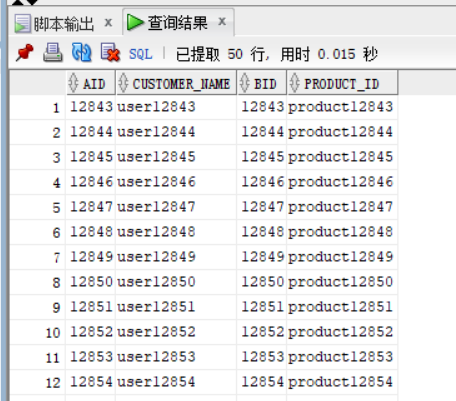 脚本输出 × 查询结果 ×
SQL | 已提取 50 行, 用时 0.015 秒
AID CUSTOMER_NAME BID PRODUCT_ID
1 12843 user12843 12843 product12843
2 12844 user12844 12844 product12844
3 12845 user12845 12845 product12845
4 12846 user12846 12846 product12846
5 12847 user12847 12847 product12847
6 12848 user12848 12848 product12848
7 12849 user12849 12849 product12849
8 12850 user12850 12850 product12850
9 12851 user12851 12851 product12851
10 12852 user12852 12852 product12852
11 12853 user12853 12853 product12853
12 12854 user12854 12854 product12854